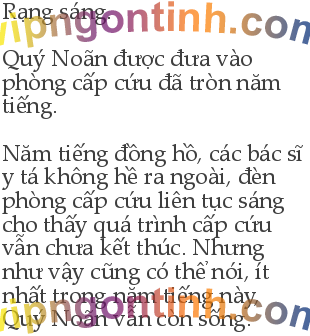 Rạng sáng.
vipngontinh.com
Quý Noãn được đưa vào
phòng cấp cứu đã tròn năm
tiếng.
Năm tiếng đồng hồ, các bác sĩ
y tá không hề ra ngoài, đèn
phòng cấp cứu liên tục sáng
cho thấy quá trình cấp cứu
vẫn chưa kết thúc. Nhưng
như vậy cũng có thể nói, ít
nhất trong năm tiếng này,
vipngontinh.com
Quý Noãn vẫn còn sống.